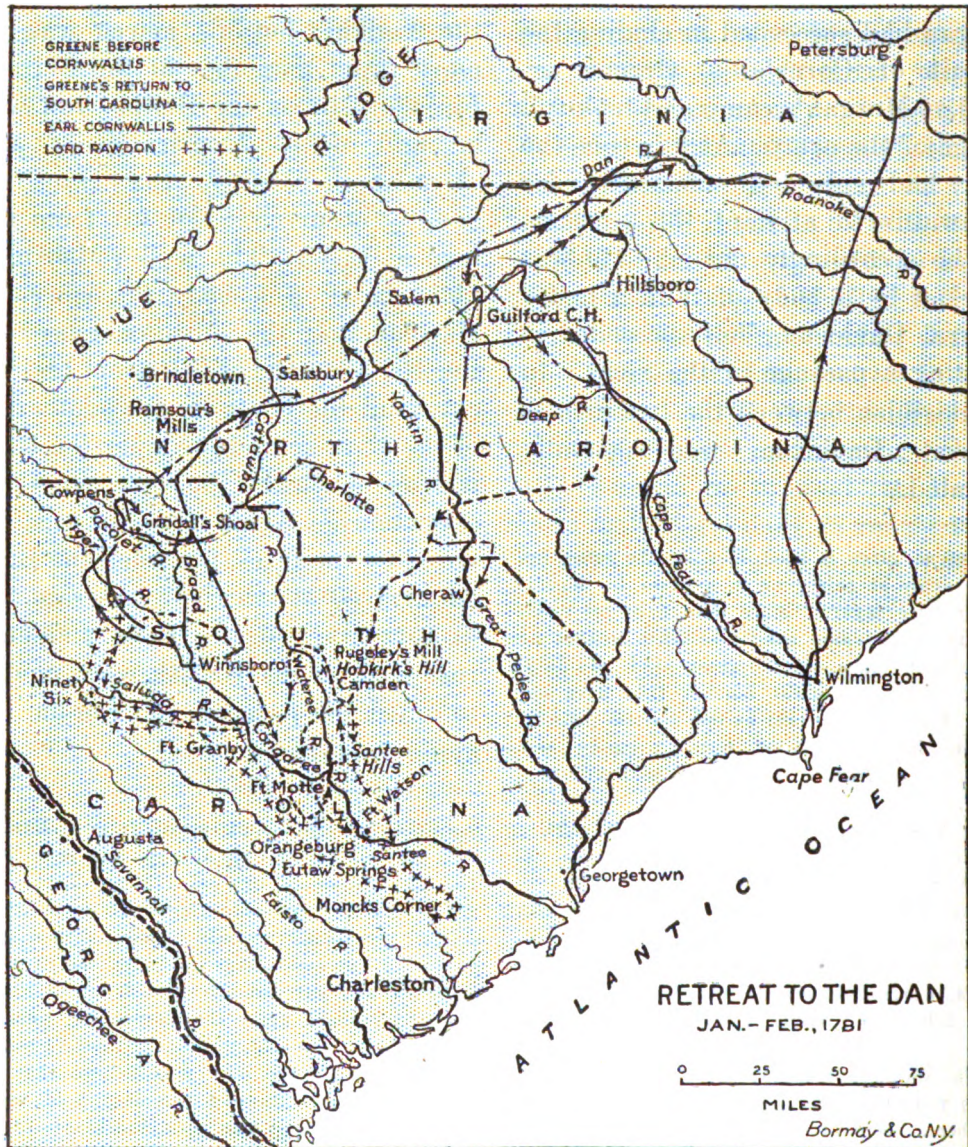 GREENE BEFORE
CORNWALLIS
GREENE'S RETURN TO
SOUTH CAROLINA
EARL CORNWALLIS
LORD RAWDON
Petersburg
BLUE RIDGE
VIRGINIA
Dan R.
Roanoke R
Salem
Hillsboro
Guilford C.H.
Brindletown
Salisbury
Ramsour's
Mills
Catawba R.
Yadkin R
Deep R
NORTH CAROLINA
Charlotte
Cowpens
Grindall's Shoal
Pacolet R
Tiger R.
Broad R
Cape Fear R
Cheraw
Great Pedee R
SOUTH
CAROLINA
Rugeley's Mill
Hobkirk's Hill
Camden
Winnsboro
Wateree R
Wilmington
Ninety
Six
Saluda R
Ft. Granby
Congaree R
Santee
Hills
Cape Fear
Ft. Motte
Ft Watson
Augusta
Orangeburg
Santee R
Eutaw Springs
Georgetown
Savannah R
Edisto R
Moncks Corner
GEORGIA
Charleston
Ogeechee R
ATLANTIC OCEAN
RETREAT TO THE DAN
JAN.-FEB., 1781
0 25 50 75
MILES
Bormay & Co. N.Y.